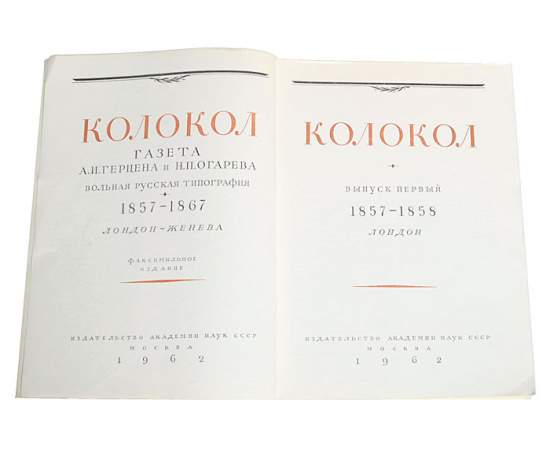 КОЛОКОЛ
ГАЗЕТА
А.И.ГЕРЦЕНА и Н.П.ОГАРЕВА
ВОЛЬНАЯ РУССКАЯ ТИПОГРАФИЯ
1857-1867
ЛОНДОН-ЖЕНЕВА
ФАКСИМИЛЬНОЕ
ИЗДАНИЕ
ИЗДАТЕЛЬСТВО АКАДЕМИИ НАУК СССР
МОСКВА
1962
КОЛОКОЛ
ВЫПУСК ПЕРВЫЙ
1857-1858
ЛОНДОН
ИЗДАТЕЛЬСТВО АКАДЕМИИ НАУК СССР
МОСКВА
1962